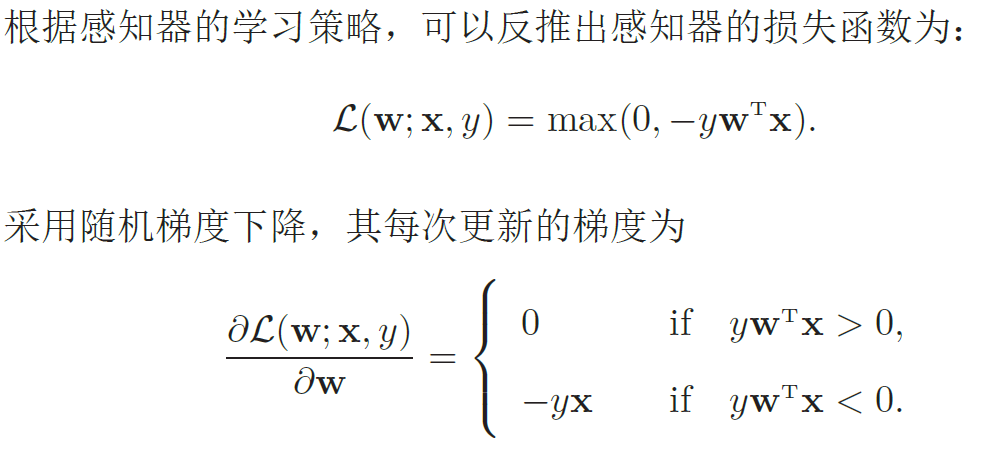 根据感知器的学习策略，可以反推出感知器的损失函数为：
ℒ(𝐰; 𝐱, y) = max(0, −y𝐰ᵀ𝐱).
采用随机梯度下降，其每次更新的梯度为
∂ℒ(𝐰; 𝐱, y) / ∂𝐰 = { 0 if y𝐰ᵀ𝐱 > 0,
−y𝐱 if y𝐰ᵀ𝐱 < 0.